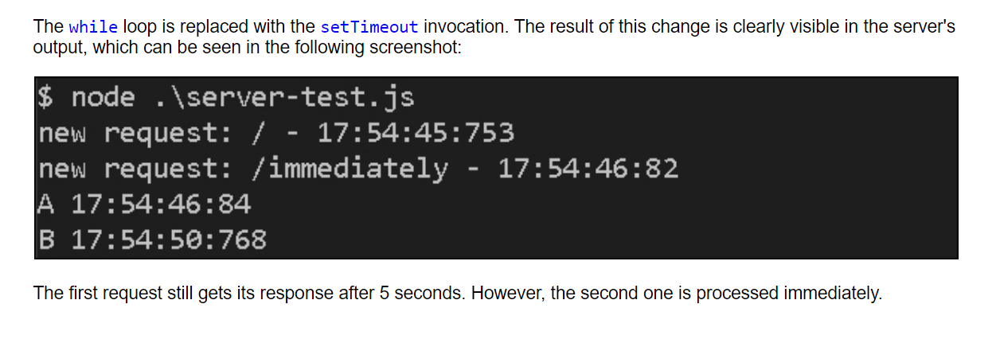 The while loop is replaced with the setTimeout invocation. The result of this change is clearly visible in the server's
output, which can be seen in the following screenshot:
$ node .\server-test.js
new request: / - 17:54:45:753
new request: /immediately - 17:54:46:82
A 17:54:46:84
B 17:54:50:768
The first request still gets its response after 5 seconds. However, the second one is processed immediately.